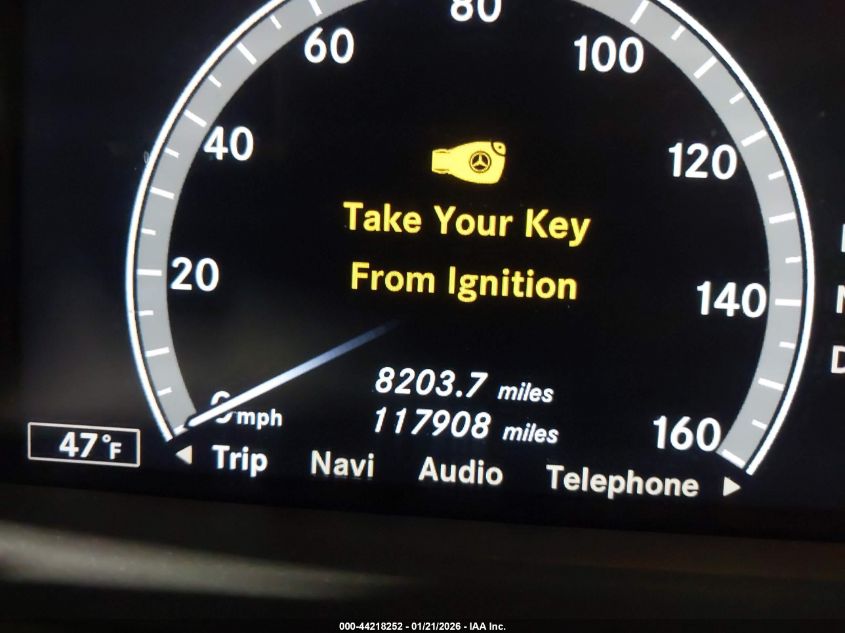 80
60
100
40
120
Take Your Key
20
From Ignition
140
8203.7 miles
mph
117908 miles
160
47°F
Trip Navi Audio Telephone
000-44218252 - 01/21/2026 - IAA Inc.